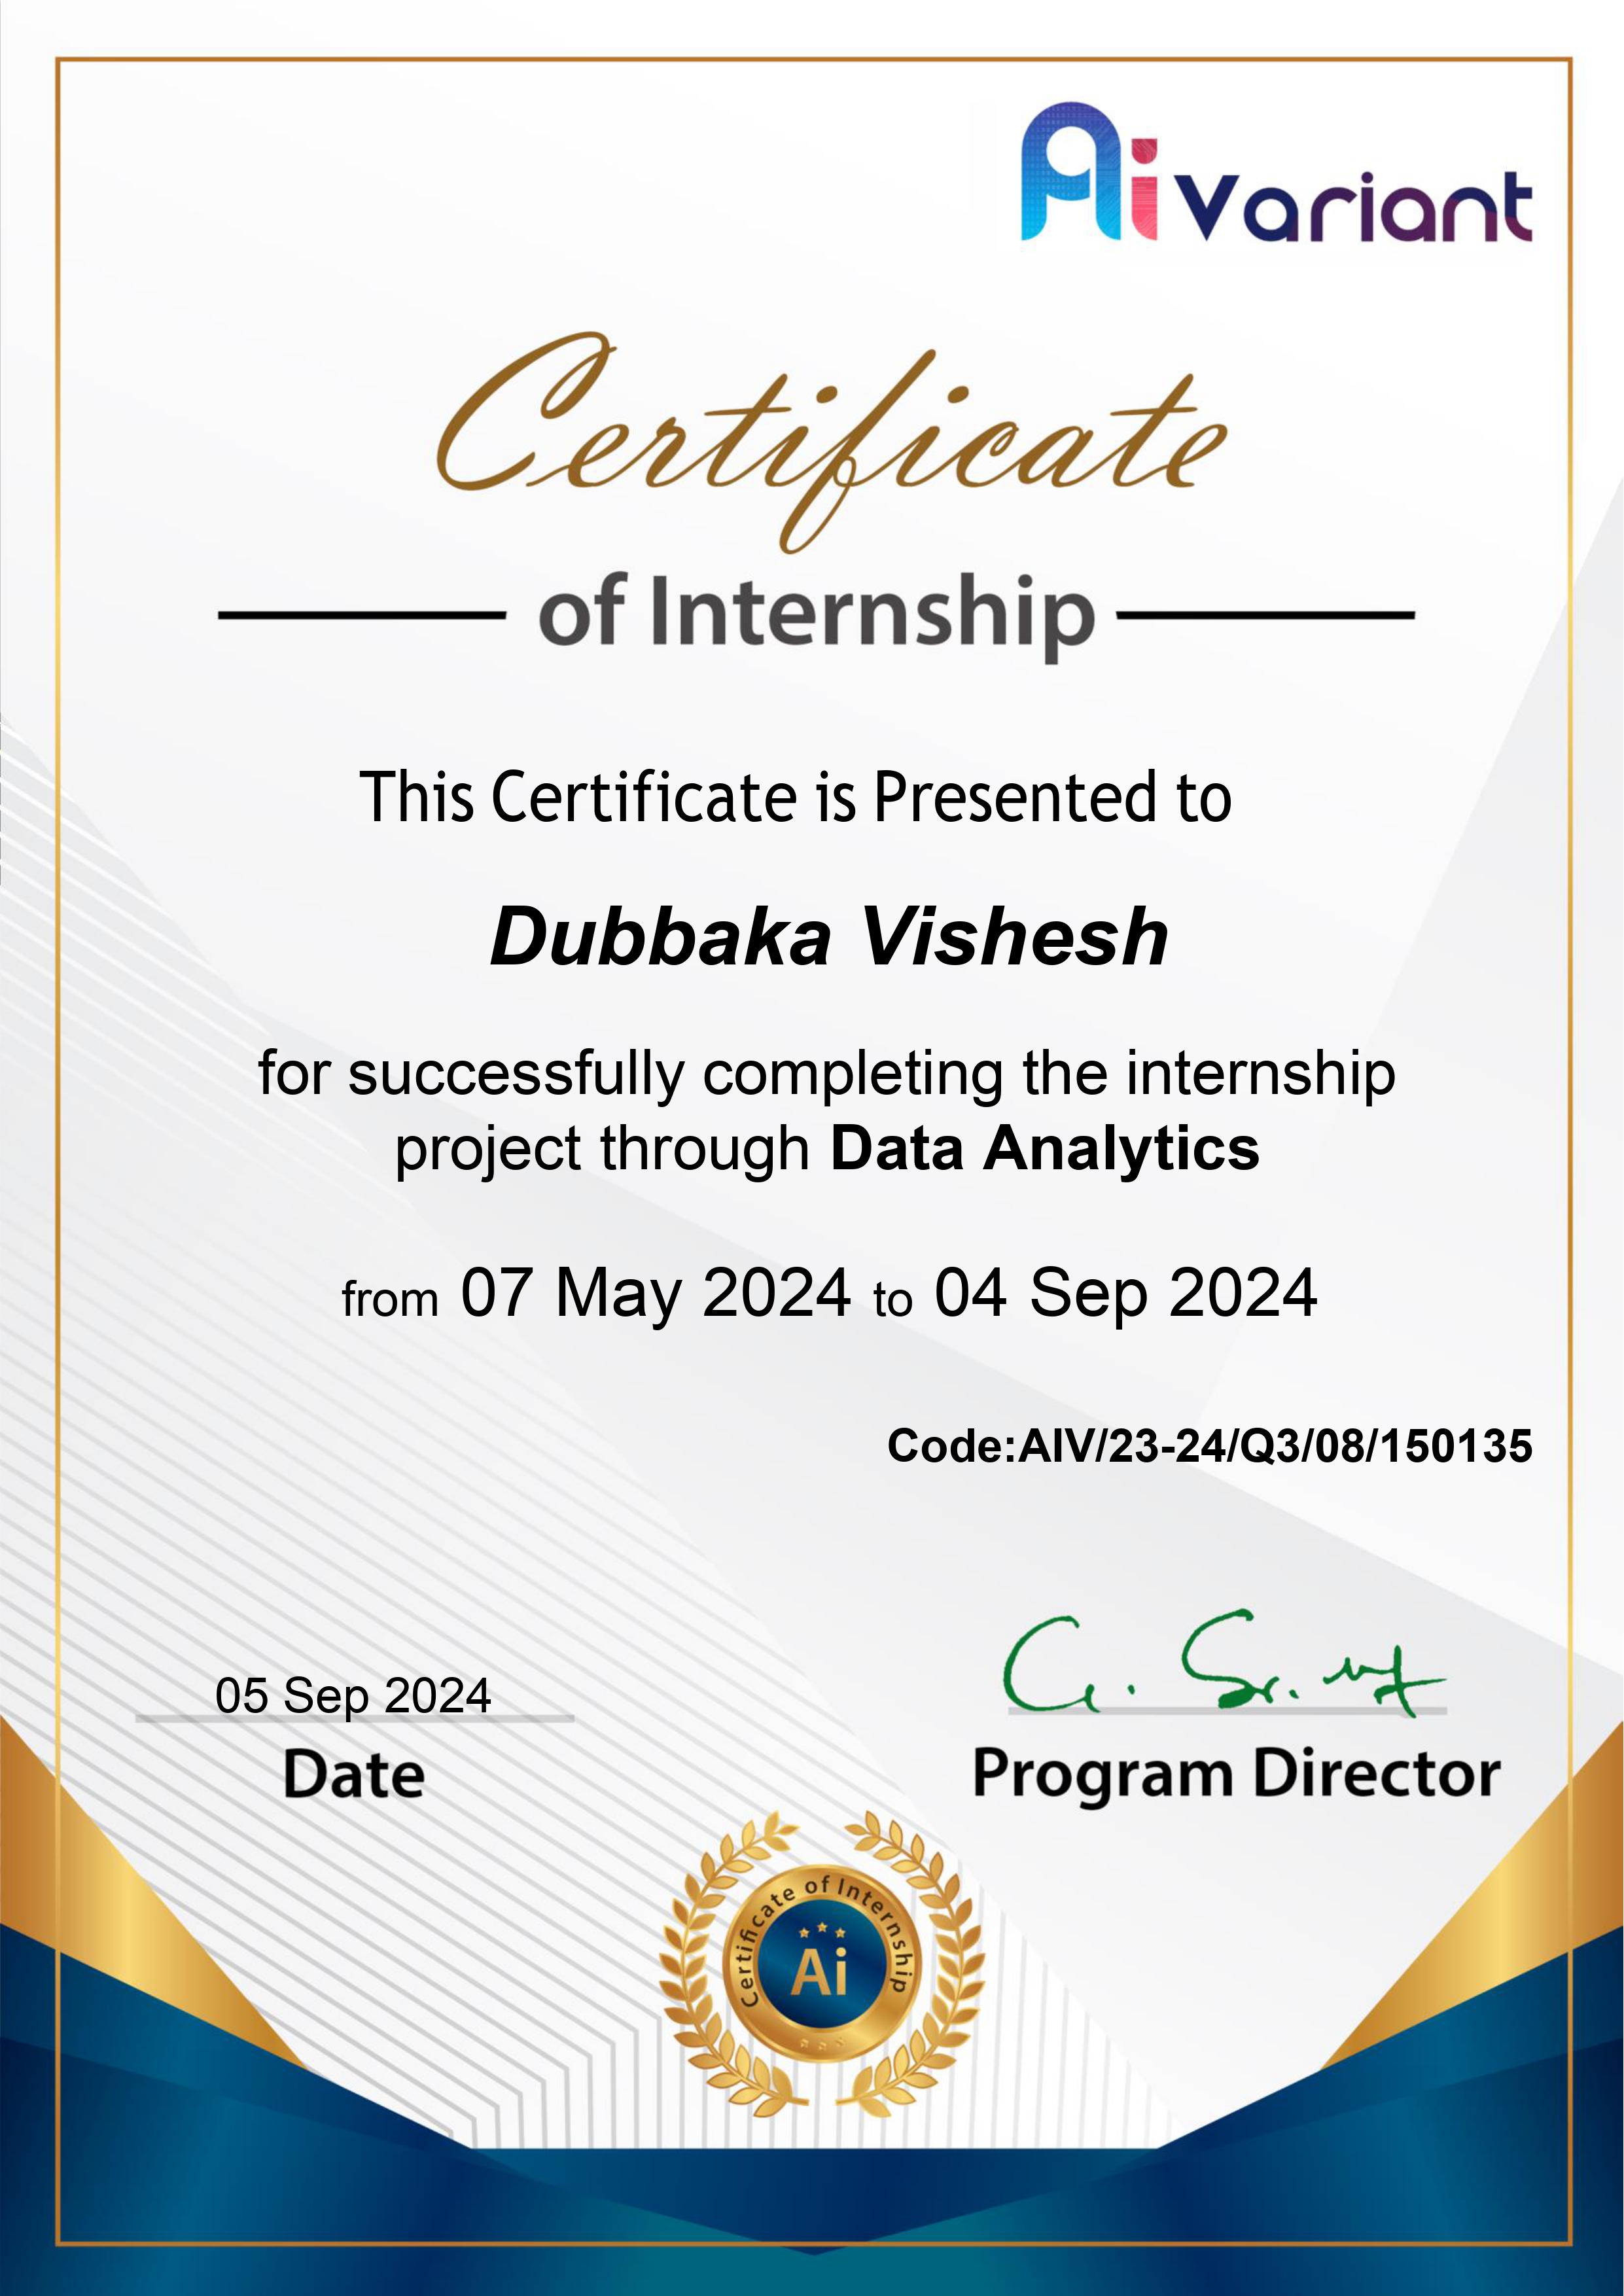 Ai variant
Certificate
of Internship
This Certificate is Presented to
Dubbaka Vishesh
for successfully completing the internship
project through Data Analytics
from 07 May 2024 to 04 Sep 2024
Code:AIV/23-24/Q3/08/150135
05 Sep 2024
Date
Program Director
Certificate of Internship
Ai